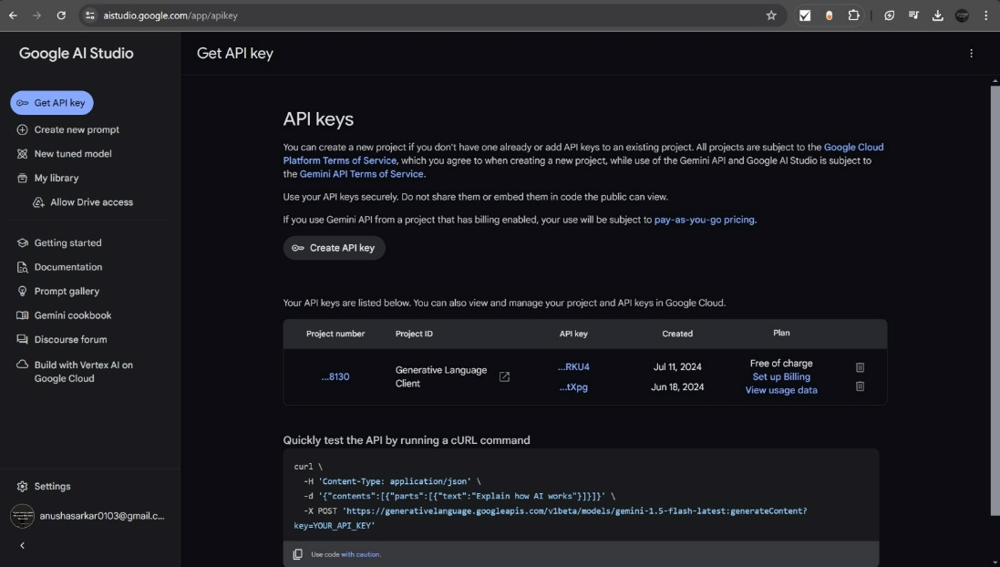 aistudio.google.com/app/apikey
Google AI Studio
Get API key
Get API key
Create new prompt
New tuned model
My library
Allow Drive access
Getting started
Documentation
Prompt gallery
Gemini cookbook
Discourse forum
Build with Vertex AI on
Google Cloud
Settings
anushasarkar0103@gmail.c...
API keys
You can create a new project if you don't have one already or add API keys to an existing project. All projects are subject to the Google Cloud
Platform Terms of Service, which you agree to when creating a new project, while use of the Gemini API and Google AI Studio is subject to
the Gemini API Terms of Service.
Use your API keys securely. Do not share them or embed them in code the public can view.
If you use Gemini API from a project that has billing enabled, your use will be subject to pay-as-you-go pricing.
Create API key
Your API keys are listed below. You can also view and manage your project and API keys in Google Cloud.
Project number Project ID API key Created Plan
...8130 Generative Language Client ...RKU4 Jul 11, 2024 Free of charge
Set up Billing
...tXpg Jun 18, 2024 View usage data
Quickly test the API by running a cURL command
curl \
-H 'Content-Type: application/json' \
-d '{"contents":[{"parts":[{"text":"Explain how AI works"}]}]}' \
-X POST 'https://generativelanguage.googleapis.com/v1beta/models/gemini-1.5-flash-latest:generateContent?
key=YOUR_API_KEY'
Use code with caution.